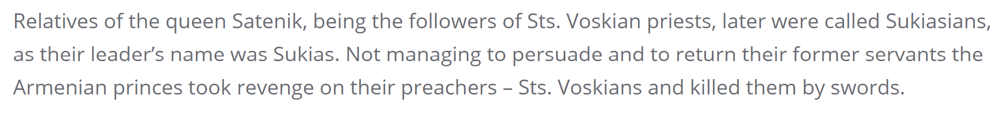 Relatives of the queen Satenik, being the followers of Sts. Voskian priests, later were called Sukiasians,
as their leader’s name was Sukias. Not managing to persuade and to return their former servants the
Armenian princes took revenge on their preachers – Sts. Voskians and killed them by swords.